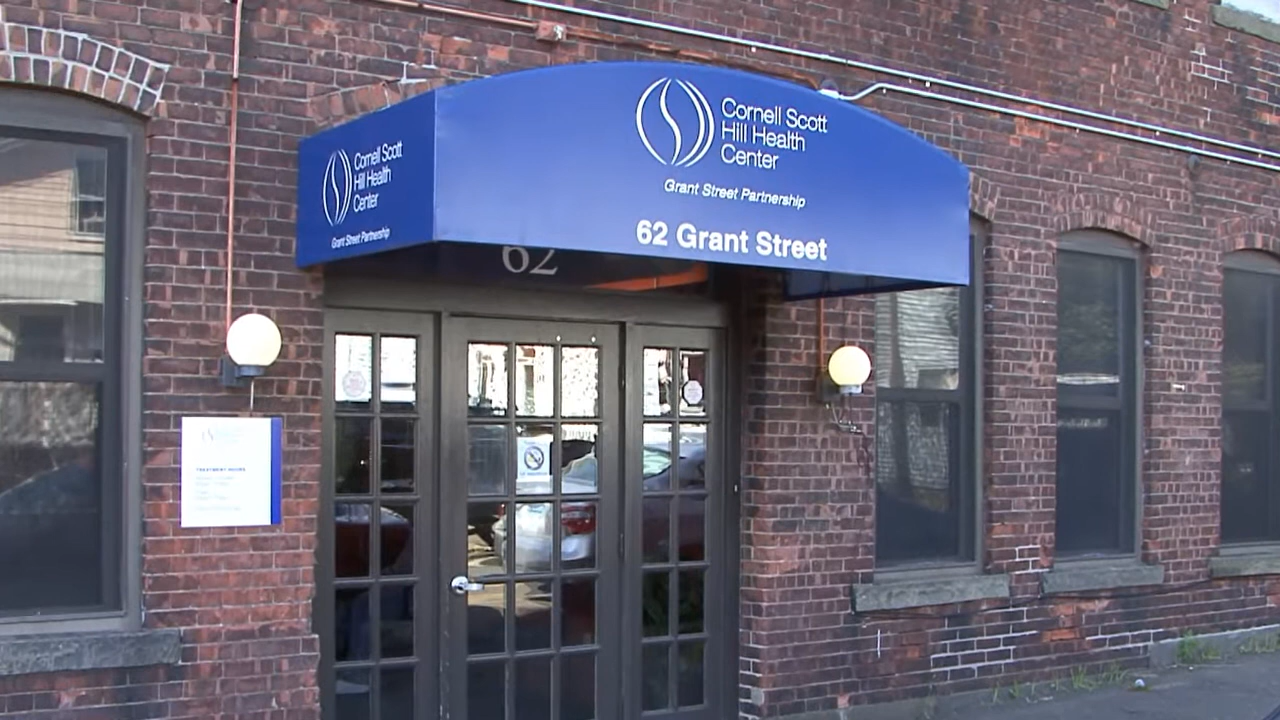 Cornell Scott
Hill Health
Center
Grant Street Partnership
Cornell Scott
Hill Health
Center
Grant Street Partnership
62 Grant Street
62
TREATMENT HOURS